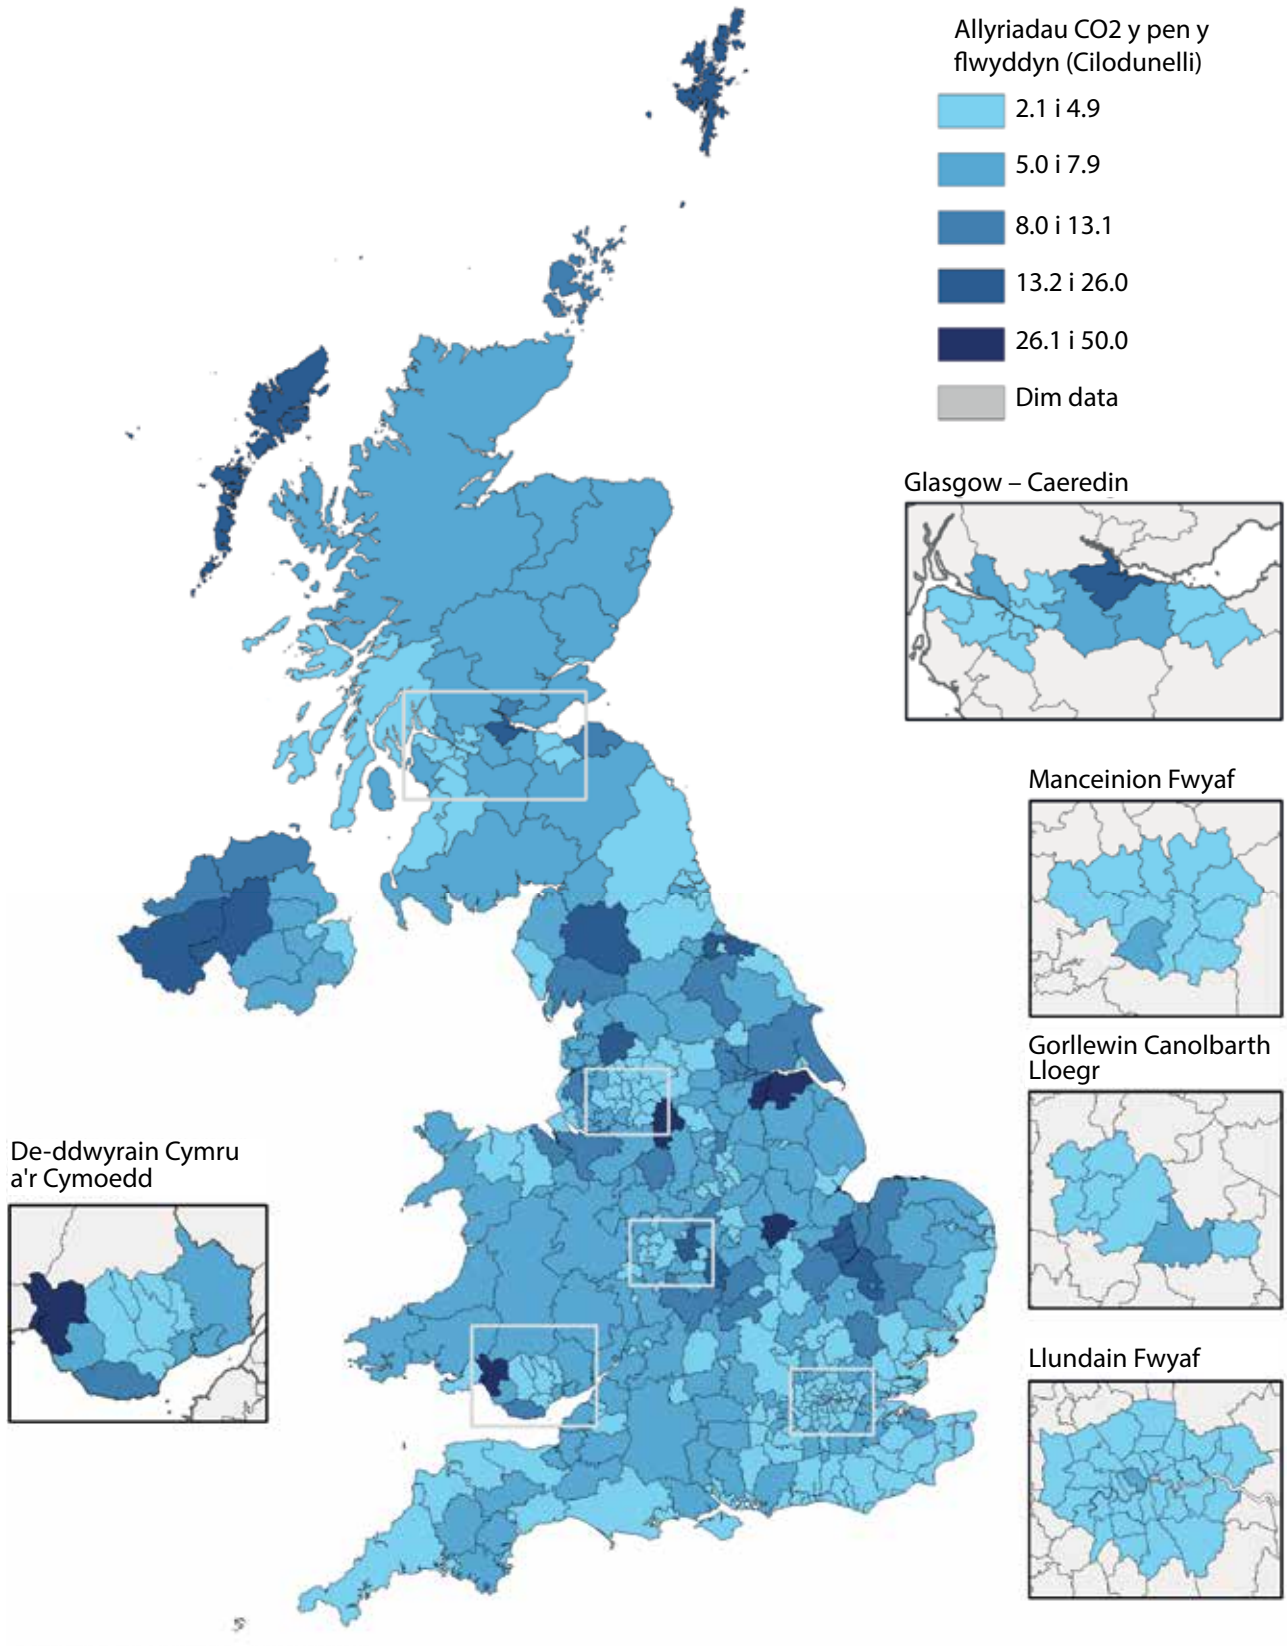 Allyriadau CO2 y pen y
flwyddyn (Cilodunelli)
2.1 i 4.9
5.0 i 7.9
8.0 i 13.1
13.2 i 26.0
26.1 i 50.0
Dim data
Glasgow – Caeredin
Manceinion Fwyaf
Gorllewin Canolbarth
Lloegr
De-ddwyrain Cymru
a'r Cymoedd
Llundain Fwyaf